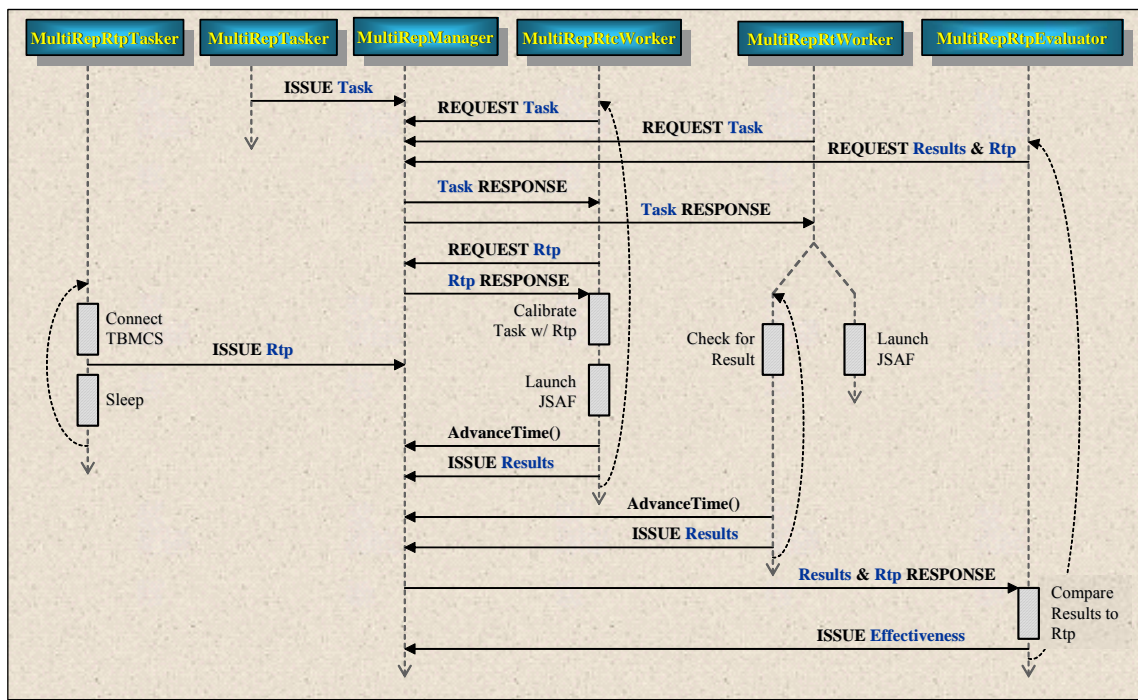 MultiRepRtpTasker
MultiRepTasker
MultiRepManager
MultiRepRtcWorker
MultiRepRtWorker
MultiRepRtpEvaluator
ISSUE Task
REQUEST Task
REQUEST Task
REQUEST Results & Rtp
Task RESPONSE
Task RESPONSE
REQUEST Rtp
Rtp RESPONSE
Connect
TBMCS
Calibrate
Task w/ Rtp
Check for
Result
Launch
JSAF
ISSUE Rtp
Sleep
Launch
JSAF
AdvanceTime()
ISSUE Results
AdvanceTime()
ISSUE Results
Results & Rtp RESPONSE
Compare
Results to
Rtp
ISSUE Effectiveness